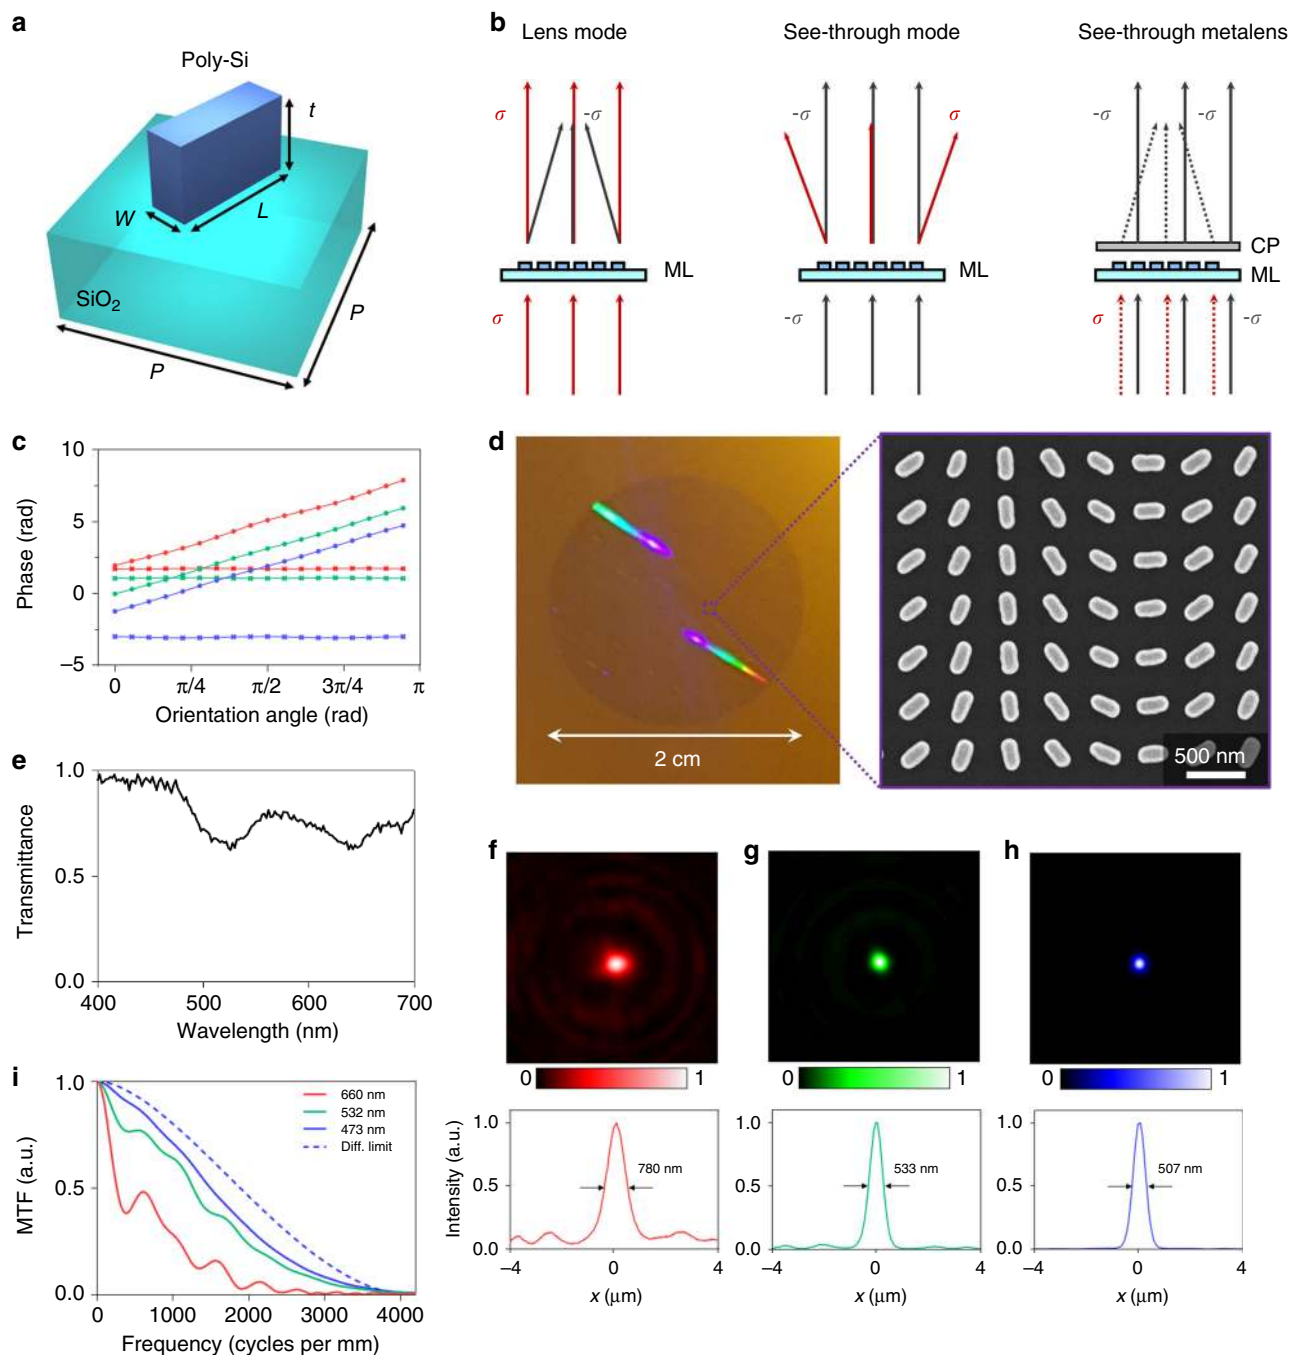 a
Poly-Si
t
W
L
SiO2
P
P
b
Lens mode
See-through mode
See-through metalens
σ
-σ
-σ
σ
-σ
-σ
CP
ML
ML
ML
σ
-σ
σ
-σ
c
10
5
0
–5
Phase (rad)
0
π/4
π/2
3π/4
π
Orientation angle (rad)
d
2 cm
500 nm
e
1.0
0.5
0.0
Transmittance
400
500
600
700
Wavelength (nm)
f
0
1
g
0
1
h
0
1
1.0
0.5
0.0
Intensity (a.u.)
780 nm
–4
0
4
x (μm)
1.0
0.5
0.0
533 nm
–4
0
4
x (μm)
1.0
0.5
0.0
507 nm
–4
0
4
x (μm)
i
1.0
0.5
0.0
MTF (a.u.)
660 nm
532 nm
473 nm
Diff. limit
0
1000
2000
3000
4000
Frequency (cycles per mm)